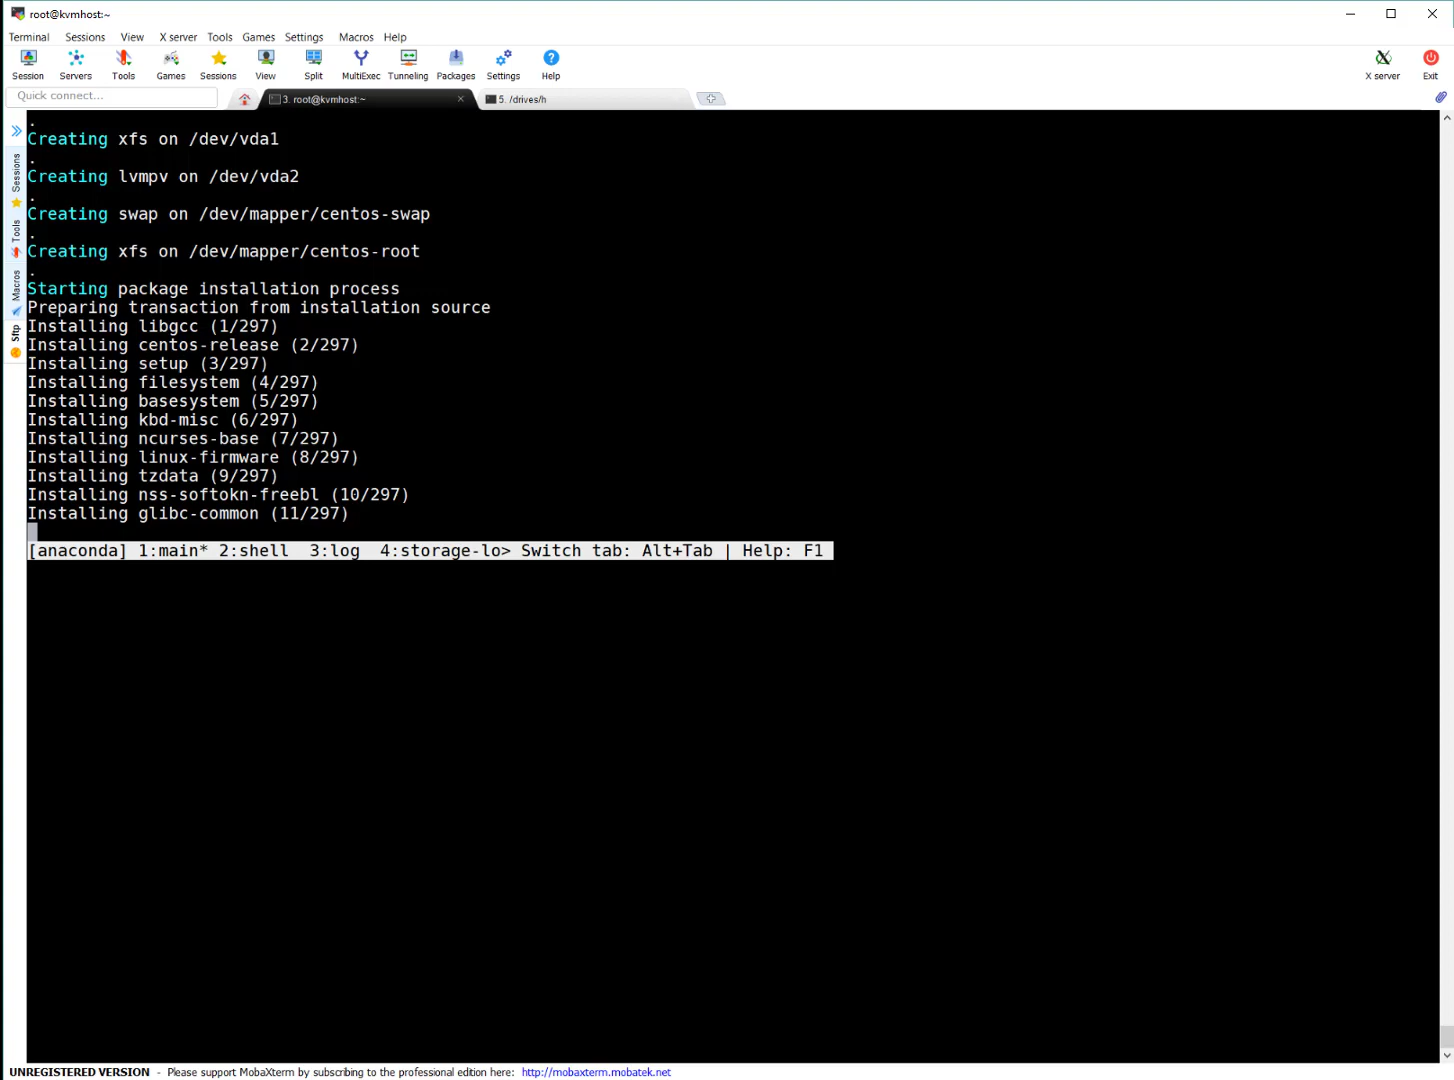 root@kvmhost:~
Terminal Sessions View X server Tools Games Settings Macros Help
Session Servers Tools Games Sessions View Split MultiExec Tunneling Packages Settings Help X server Exit
Quick connect...
3. root@kvmhost:~
5. /drives/h
Sessions
Tools
Macros
Sftp
.
Creating xfs on /dev/vda1
.
Creating lvmpv on /dev/vda2
.
Creating swap on /dev/mapper/centos-swap
.
Creating xfs on /dev/mapper/centos-root
.
Starting package installation process
Preparing transaction from installation source
Installing libgcc (1/297)
Installing centos-release (2/297)
Installing setup (3/297)
Installing filesystem (4/297)
Installing basesystem (5/297)
Installing kbd-misc (6/297)
Installing ncurses-base (7/297)
Installing linux-firmware (8/297)
Installing tzdata (9/297)
Installing nss-softokn-freebl (10/297)
Installing glibc-common (11/297)
[anaconda] 1:main* 2:shell  3:log  4:storage-lo> Switch tab: Alt+Tab | Help: F1
UNREGISTERED VERSION - Please support MobaXterm by subscribing to the professional edition here: http://mobaxterm.mobatek.net